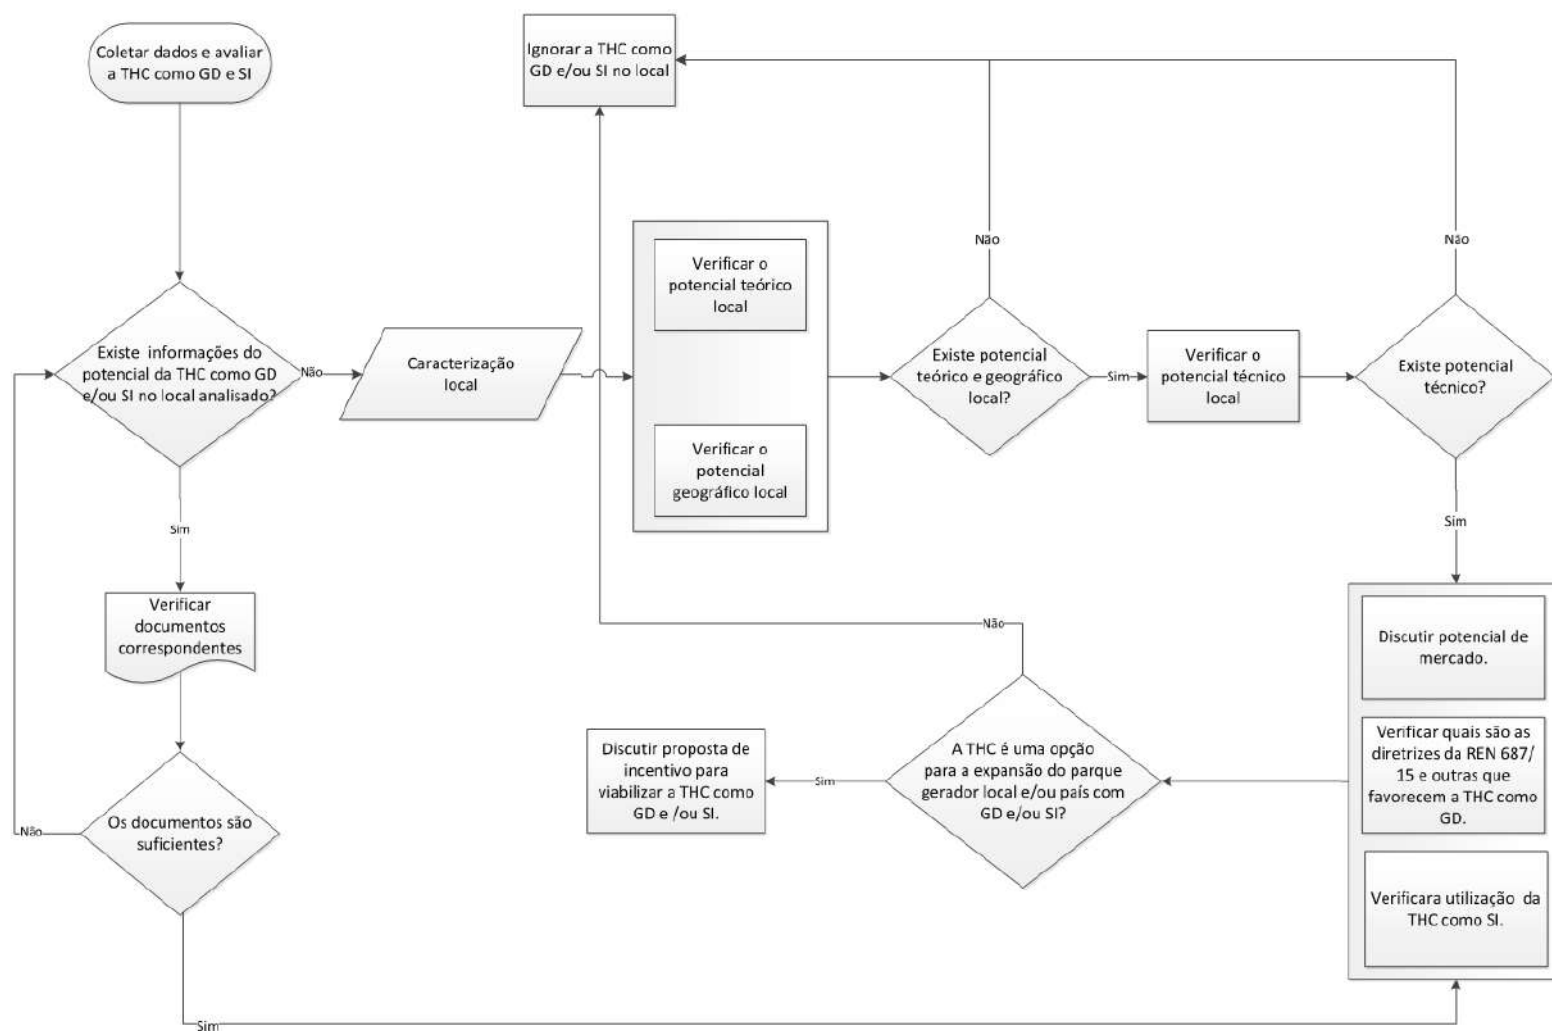 Coletar dados e avaliar
a THC como GD e SI
Ignorar a THC como
GD e/ou SI no local
Não
Não
Verificar o
potencial teórico
local
Existe informações do
potencial da THC como GD
e/ou SI no local analisado?
Não
Caracterização
local
Existe potencial
teórico e geográfico
local?
Sim
Verificar o
potencial técnico
local
Existe potencial
técnico?
Verificar o
potencial
geográfico local
Sim
Sim
Verificar
documentos
correspondentes
Não
Discutir potencial de
mercado.
Discutir proposta de
incentivo para
viabilizar a THC como
GD e /ou SI.
Sim
A THC é uma opção
para a expansão do parque
gerador local e/ou país com
GD e/ou SI?
Verificar quais são as
diretrizes da REN 687/
15 e outras que
favorecem a THC como
GD.
Não
Os documentos são
suficientes?
Verificara utilização da
THC como SI.
Sim